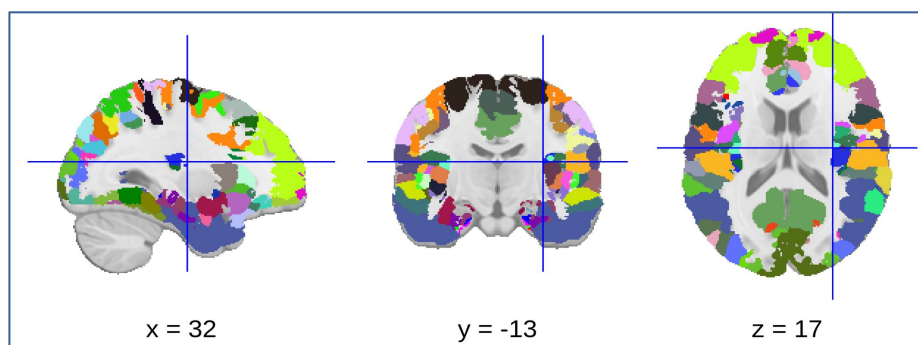 x = 32
y = -13
z = 17